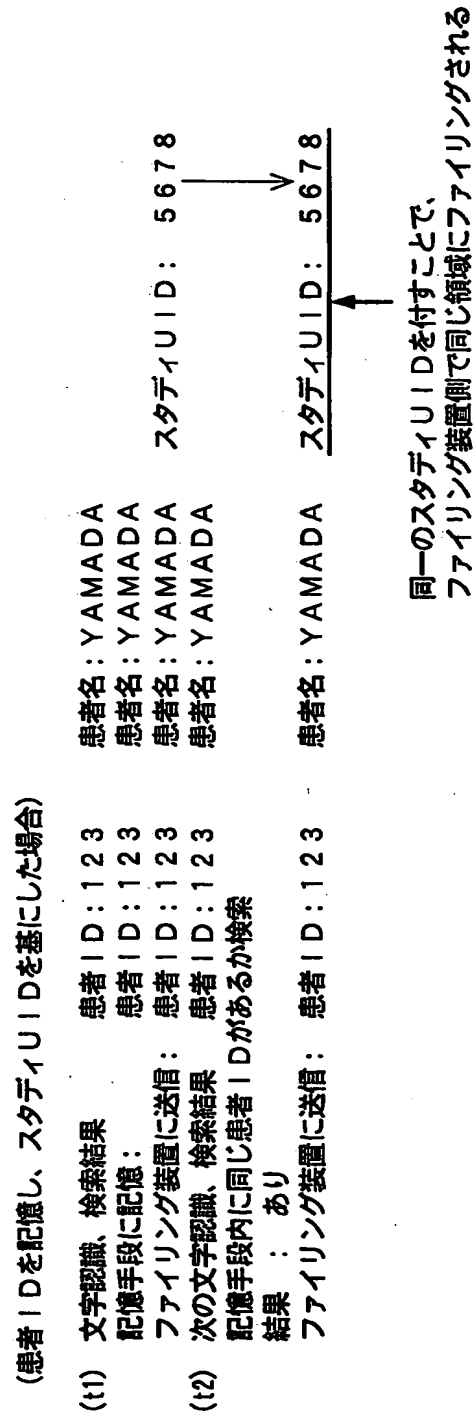 (患者ＩＤを記憶し、スタディＵＩＤを基にした場合)
(t1) 文字認識、検索結果 患者ＩＤ：１２３ 患者名：ＹＡＭＡＤＡ
記憶手段に記憶： 患者ＩＤ：１２３ 患者名：ＹＡＭＡＤＡ
ファイリング装置に送信： 患者ＩＤ：１２３ 患者名：ＹＡＭＡＤＡ スタディＵＩＤ： ５６７８
(t2) 次の文字認識、検索結果 患者ＩＤ：１２３ 患者名：ＹＡＭＡＤＡ
記憶手段内に同じ患者ＩＤがあるか検索
結果 ： あり
ファイリング装置に送信： 患者ＩＤ：１２３ 患者名：ＹＡＭＡＤＡ スタディＵＩＤ： ５６７８
同一のスタディＵＩＤを付すことで、
ファイリング装置側で同じ領域にファイリングされる